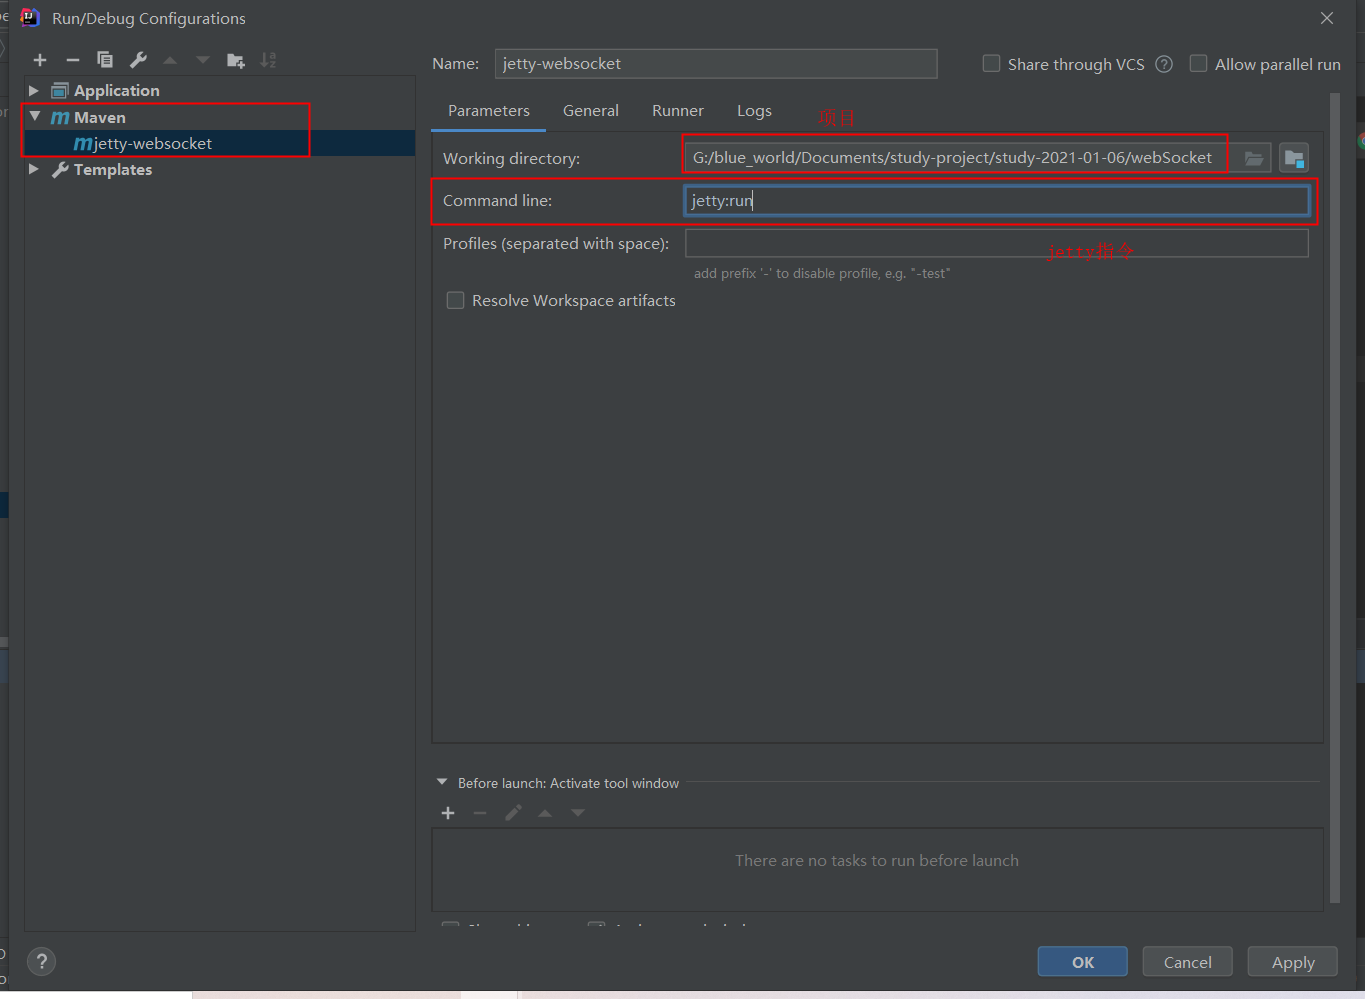 Run/Debug Configurations
Name: jetty-websocket
Share through VCS
Allow parallel run
Application
Maven
jetty-websocket
Templates
Parameters General Runner Logs
项目
Working directory: G:/blue_world/Documents/study-project/study-2021-01-06/webSocket
Command line: jetty:run
Profiles (separated with space):
jetty指令
add prefix '-' to disable profile, e.g. "-test"
Resolve Workspace artifacts
Before launch: Activate tool window
There are no tasks to run before launch
OK Cancel Apply